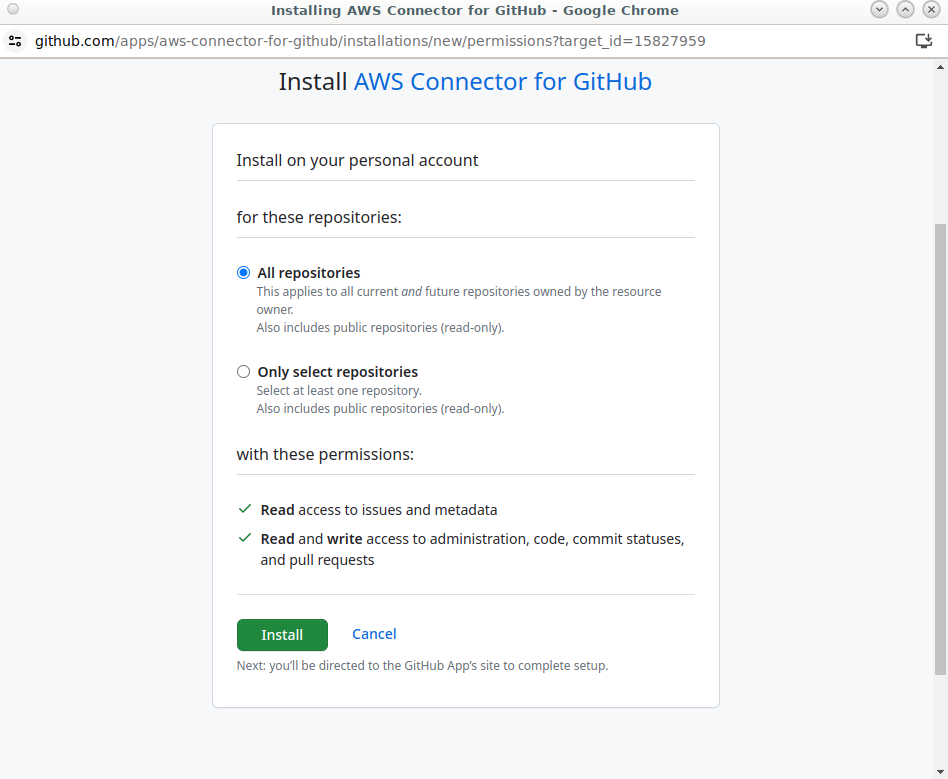 Installing AWS Connector for GitHub - Google Chrome
github.com/apps/aws-connector-for-github/installations/new/permissions?target_id=15827959
Install AWS Connector for GitHub
Install on your personal account
for these repositories:
All repositories
This applies to all current and future repositories owned by the resource
owner.
Also includes public repositories (read-only).
Only select repositories
Select at least one repository.
Also includes public repositories (read-only).
with these permissions:
Read access to issues and metadata
Read and write access to administration, code, commit statuses,
and pull requests
Install Cancel
Next: you'll be directed to the GitHub App's site to complete setup.